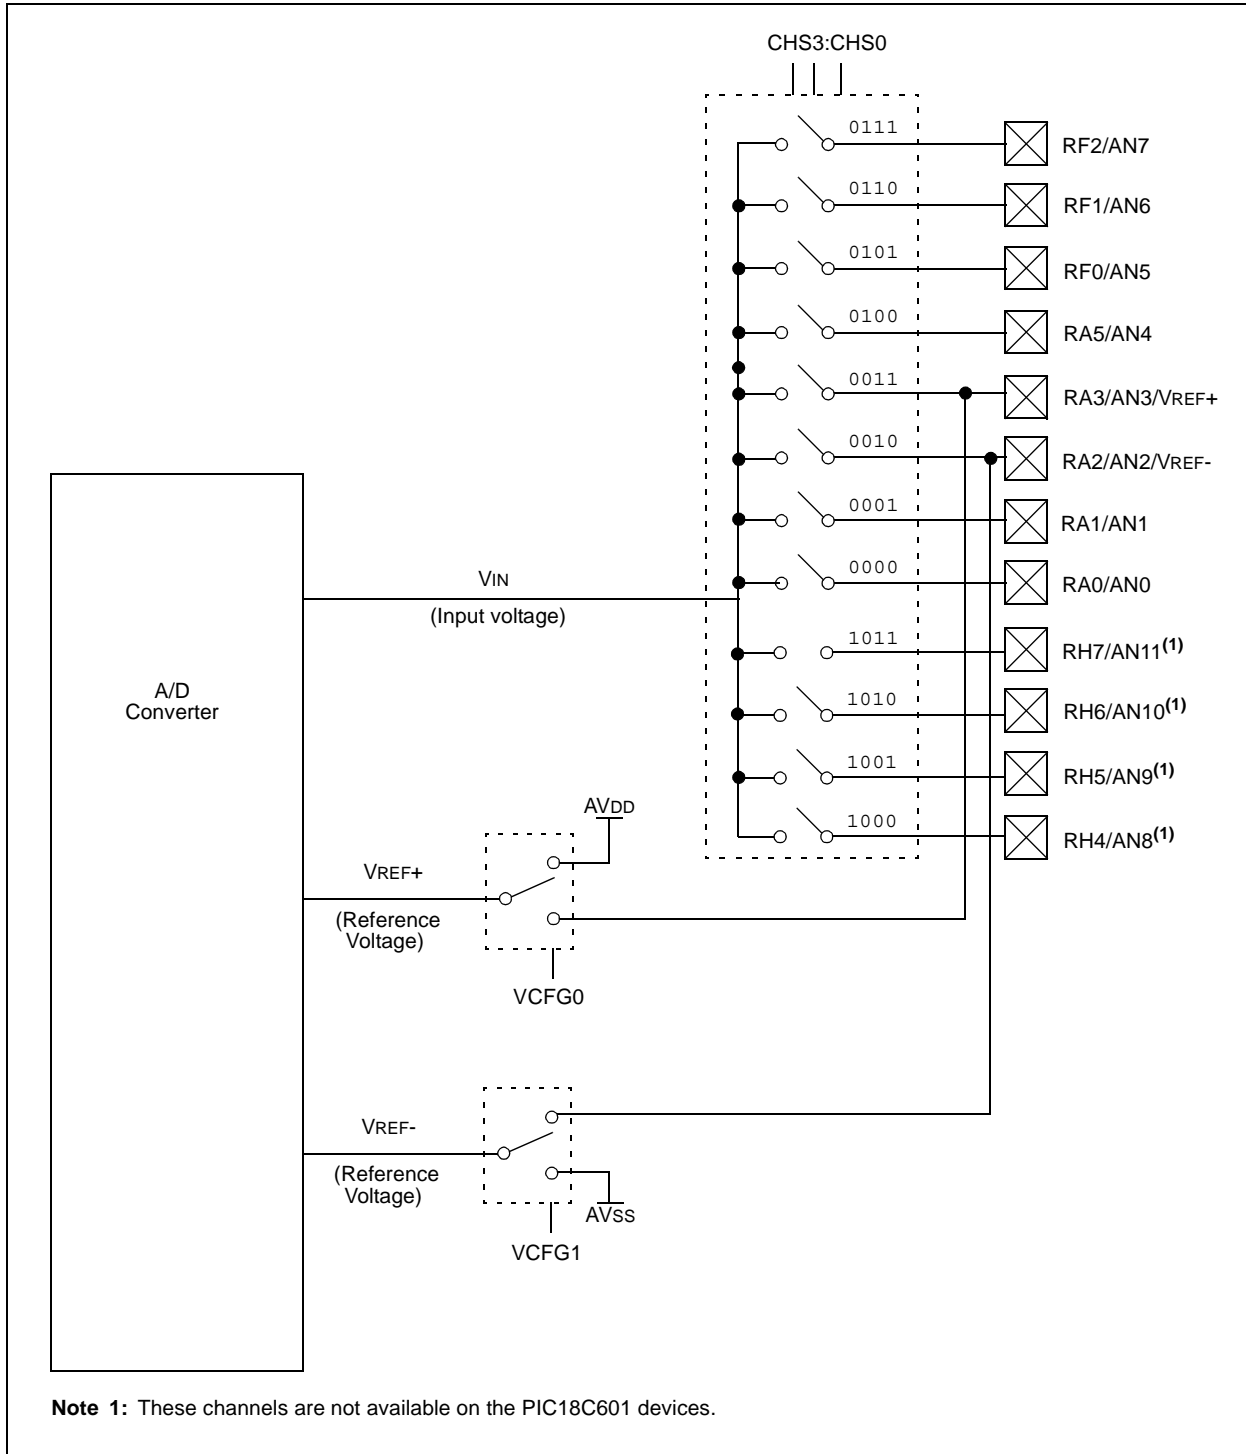 CHS3:CHS0
0111
RF2/AN7
0110
RF1/AN6
0101
RF0/AN5
0100
RA5/AN4
0011
RA3/AN3/VREF+
0010
RA2/AN2/VREF-
0001
RA1/AN1
0000
RA0/AN0
VIN
(Input voltage)
1011
RH7/AN11(1)
1010
RH6/AN10(1)
1001
RH5/AN9(1)
1000
RH4/AN8(1)
A/D
Converter
AVDD
VREF+
(Reference
Voltage)
VCFG0
VREF-
(Reference
Voltage)
AVSS
VCFG1
Note 1: These channels are not available on the PIC18C601 devices.